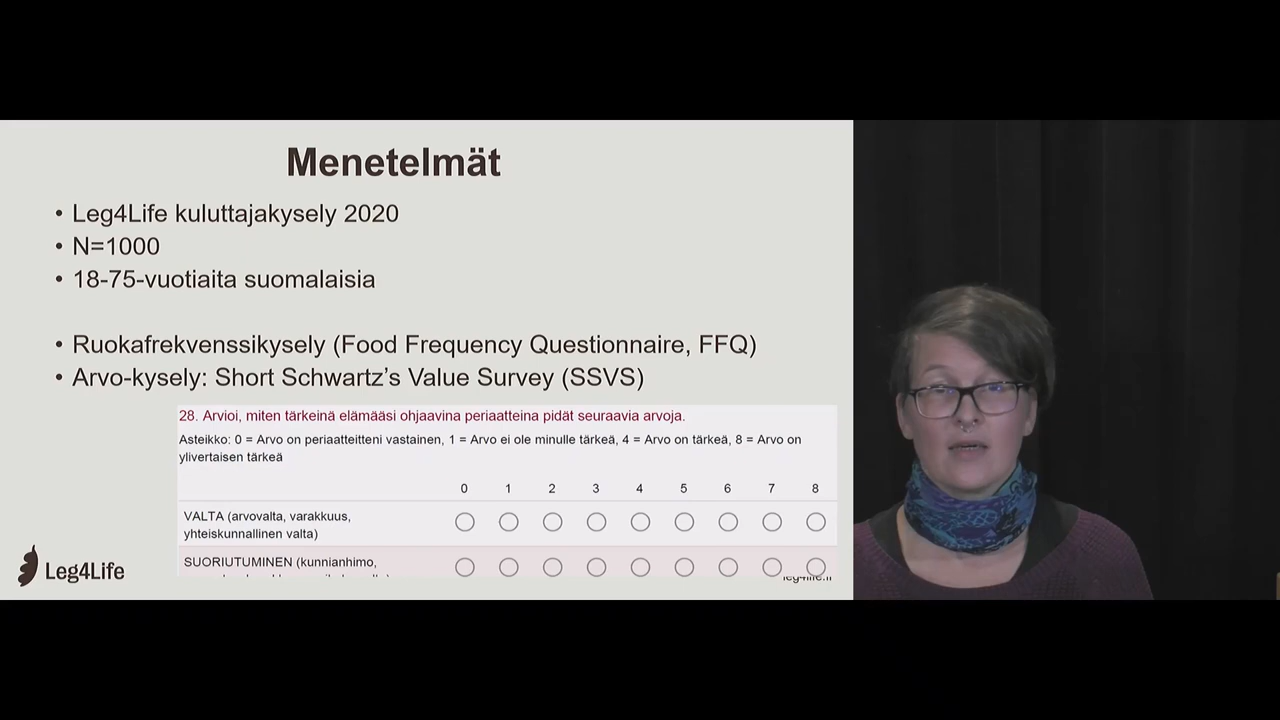 Menetelmät
• Leg4Life kuluttajakysely 2020
• N=1000
• 18-75-vuotiaita suomalaisia
• Ruokafrekvenssikysely (Food Frequency Questionnaire, FFQ)
• Arvo-kysely: Short Schwartz's Value Survey (SSVS)
28. Arvioi, miten tärkeinä elämääsi ohjaavina periaatteina pidät seuraavia arvoja.
Asteikko: 0 = Arvo on periaatteitteni vastainen, 1 = Arvo ei ole minulle tärkeä, 4 = Arvo on tärkeä, 8 = Arvo on
ylivertaisen tärkeä
0 1 2 3 4 5 6 7 8
VALTA (arvovalta, varakkuus,
yhteiskunnallinen valta)
SUORIUTUMINEN (kunnianhimo,
Leg4Life